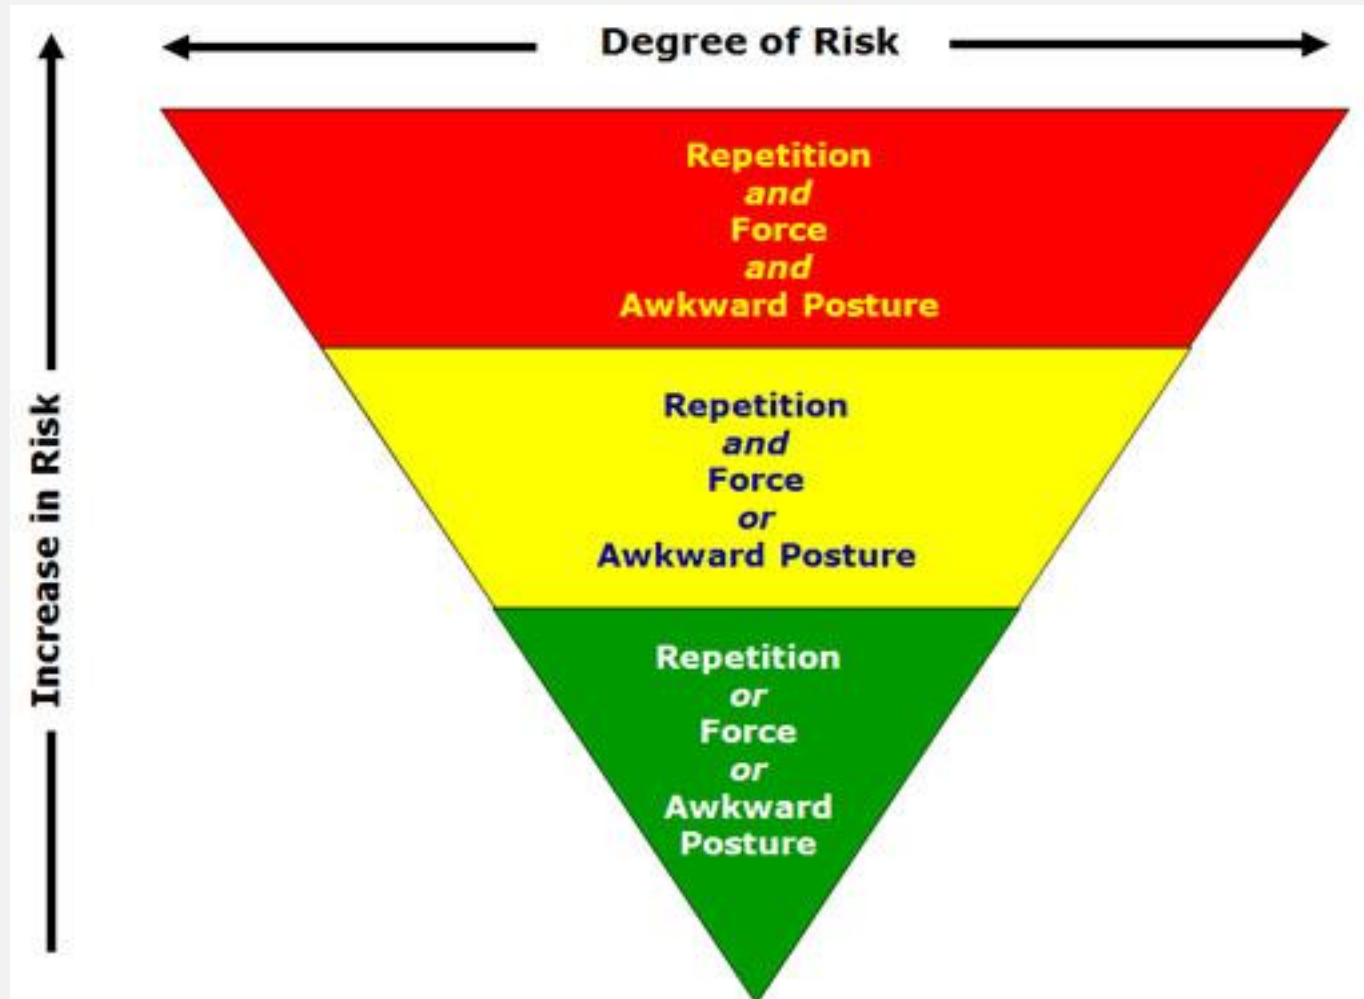 Degree of Risk
Increase in Risk
Repetition
and
Force
and
Awkward Posture
Repetition
and
Force
or
Awkward Posture
Repetition
or
Force
or
Awkward
Posture